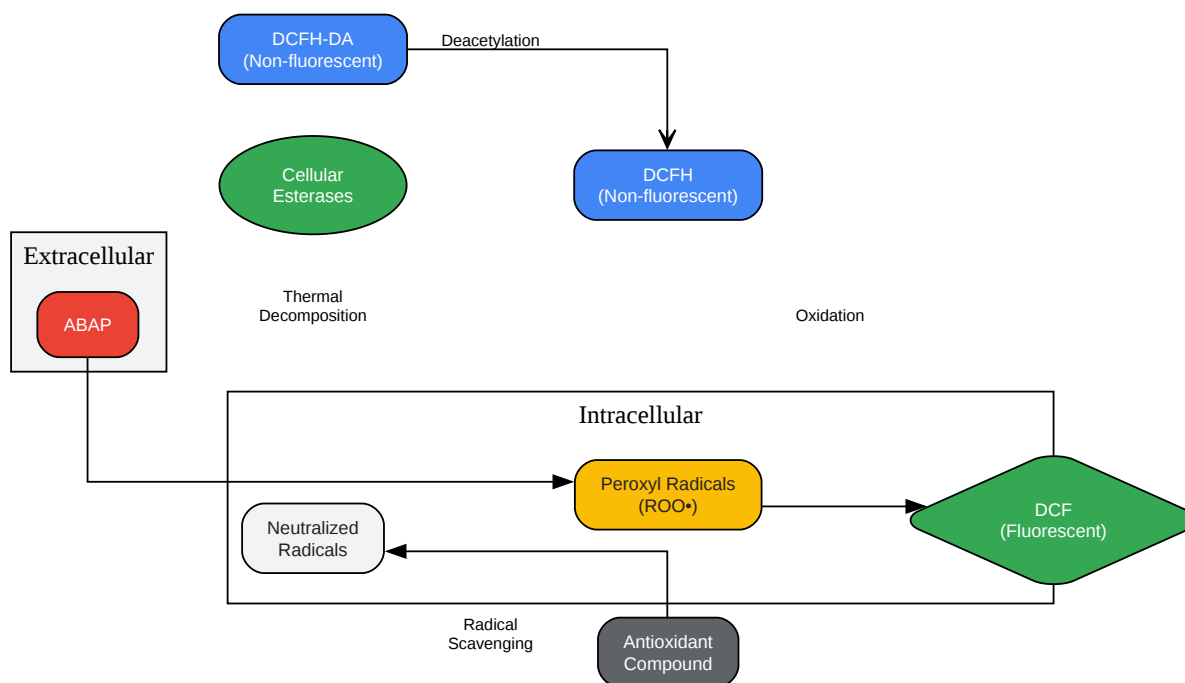 DCFH-DA
(Non-fluorescent)
Deacetylation
Cellular
Esterases
DCFH
(Non-fluorescent)
Extracellular
ABAP
Thermal
Decomposition
Oxidation
Intracellular
Peroxyl Radicals
(ROO•)
DCF
(Fluorescent)
Neutralized
Radicals
Radical
Scavenging
Antioxidant
Compound